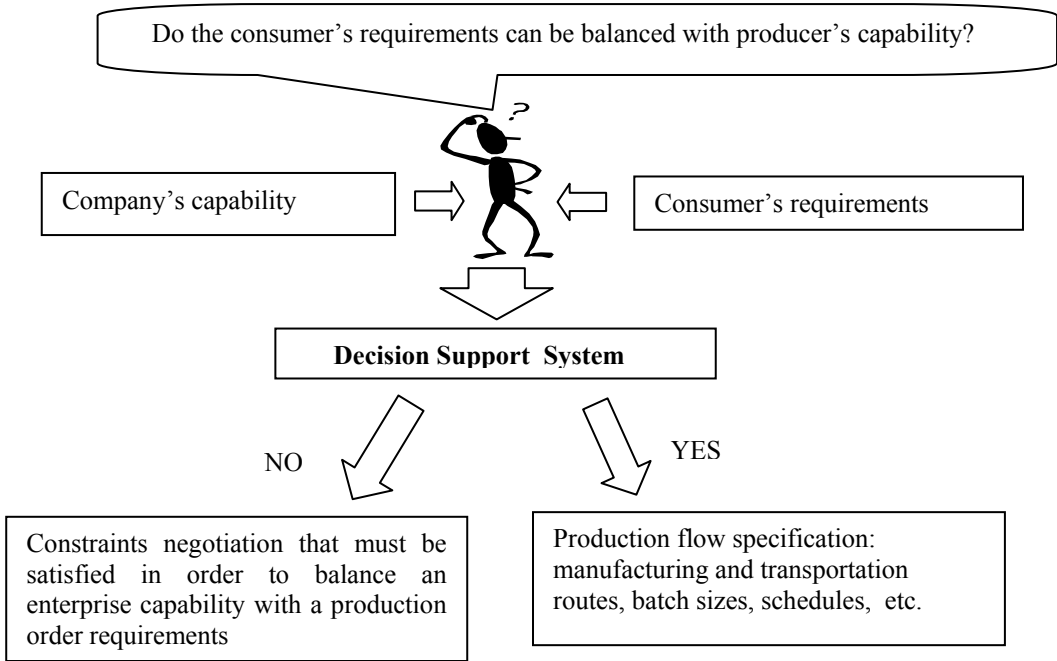 Do the consumer’s requirements can be balanced with producer’s capability?
?
Company’s capability
Consumer’s requirements
Decision Support System
NO
YES
Constraints negotiation that must be
satisfied in order to balance an
enterprise capability with a production
order requirements
Production flow specification:
manufacturing and transportation
routes, batch sizes, schedules, etc.